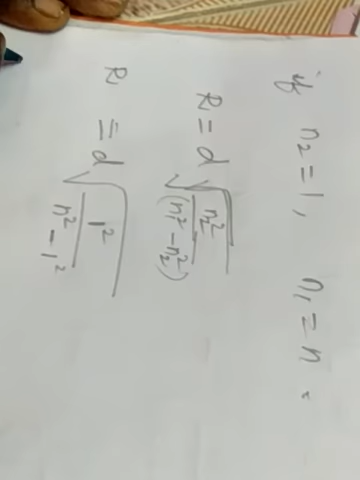 if n₂ = 1, n₁ = n.
R = d √(n₂² / (n₁² - n₂²))
R = d √(1² / n² - 1²)